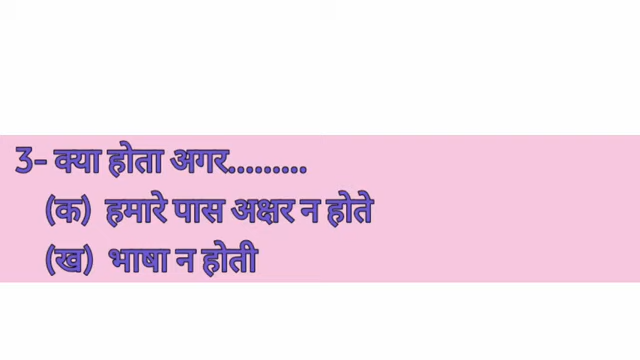 3- क्या होता अगर.........
(क) हमारे पास अक्षर न होते
(ख) भाषा न होती